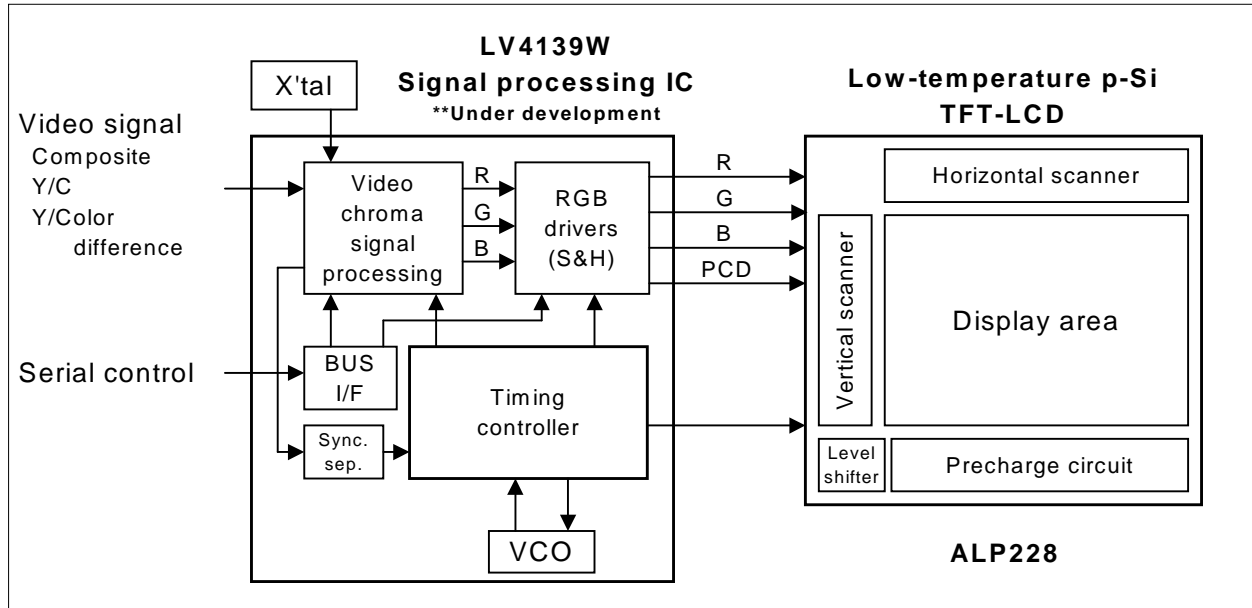 LV4139W
Signal processing IC
**Under development
Low-temperature p-Si
TFT-LCD
X'tal
Video signal
Composite
Y/C
Y/Color
difference
Video
chroma
signal
processing
R
G
B
RGB
drivers
(S&H)
R
G
B
PCD
Horizontal scanner
Vertical scanner
Display area
Serial control
BUS
I/F
Timing
controller
Sync.
sep.
Level
shifter
Precharge circuit
VCO
ALP228